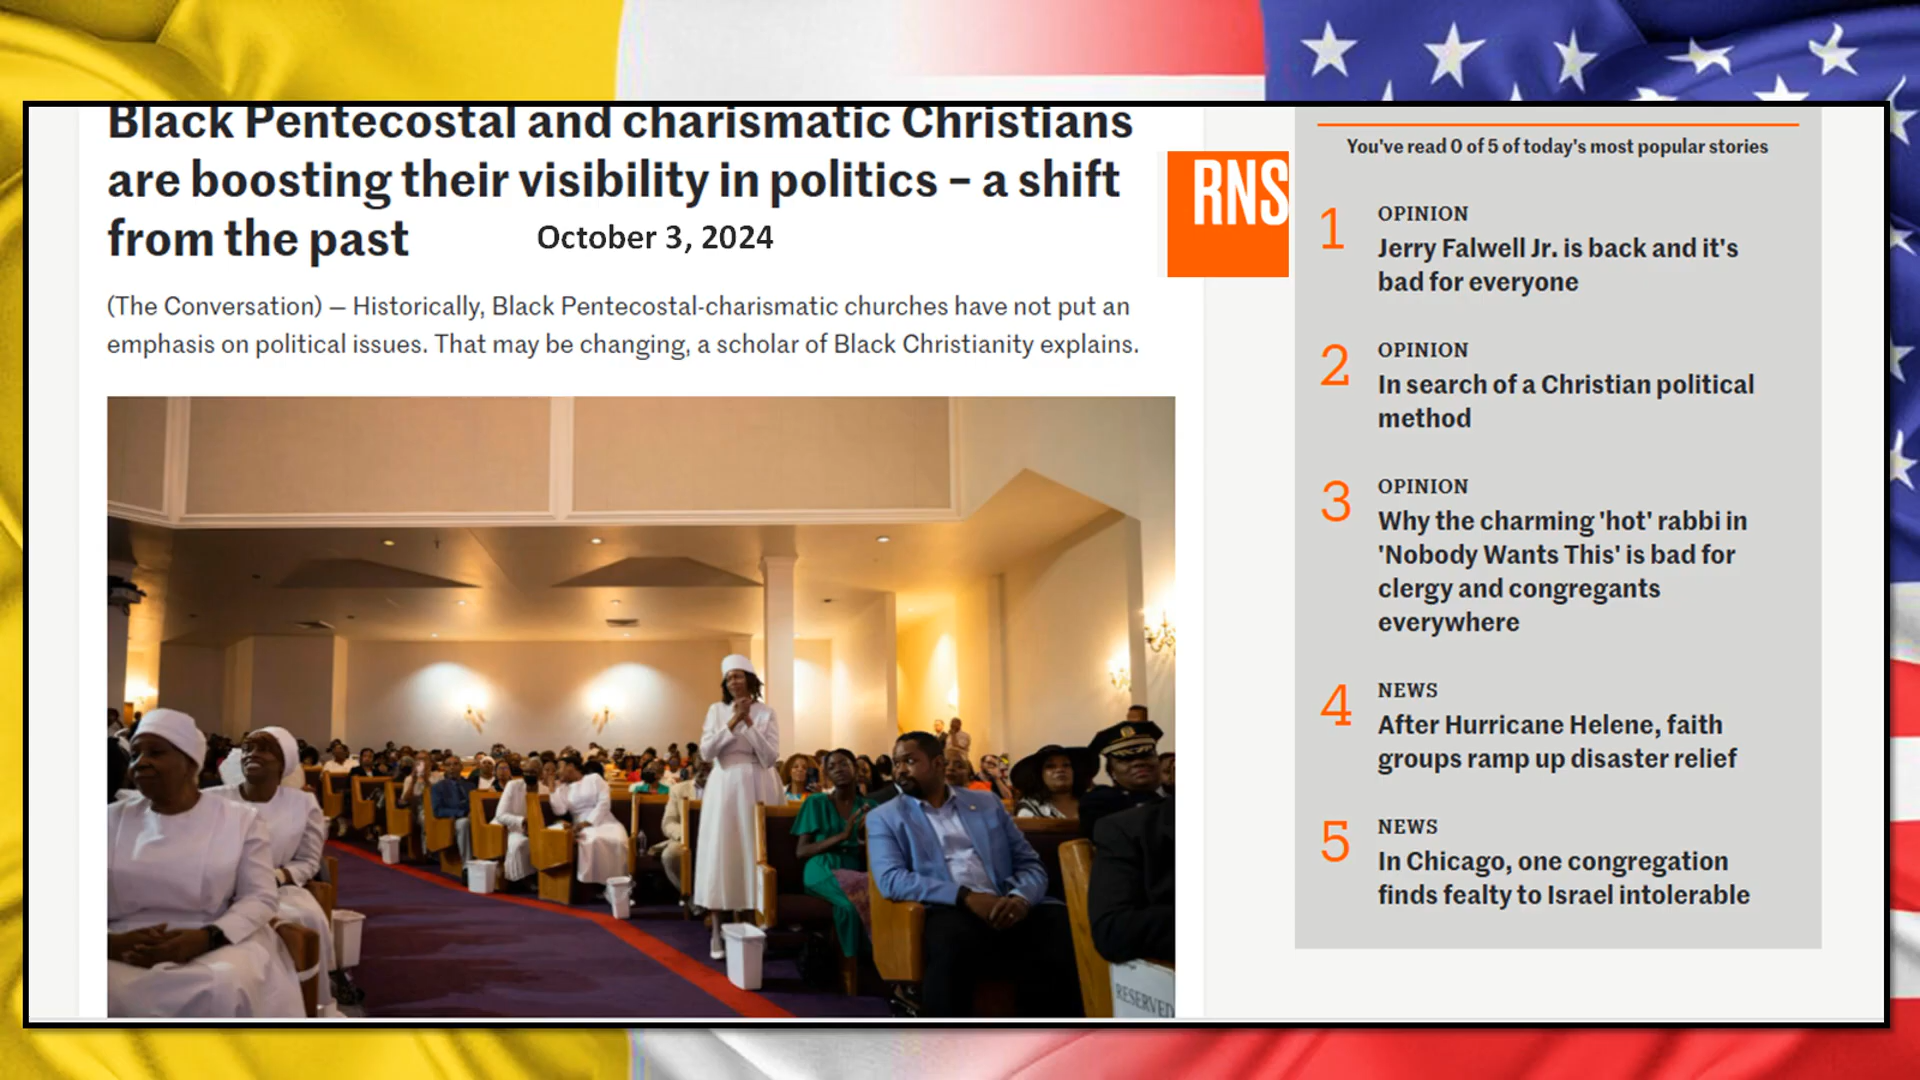 Black Pentecostal and charismatic Christians
are boosting their visibility in politics – a shift
from the past
October 3, 2024
(The Conversation) — Historically, Black Pentecostal-charismatic churches have not put an
emphasis on political issues. That may be changing, a scholar of Black Christianity explains.
RNS
RESERVED
You've read 0 of 5 of today's most popular stories
1
OPINION
Jerry Falwell Jr. is back and it's
bad for everyone
2
OPINION
In search of a Christian political
method
3
OPINION
Why the charming 'hot' rabbi in
'Nobody Wants This' is bad for
clergy and congregants
everywhere
4
NEWS
After Hurricane Helene, faith
groups ramp up disaster relief
5
NEWS
In Chicago, one congregation
finds fealty to Israel intolerable